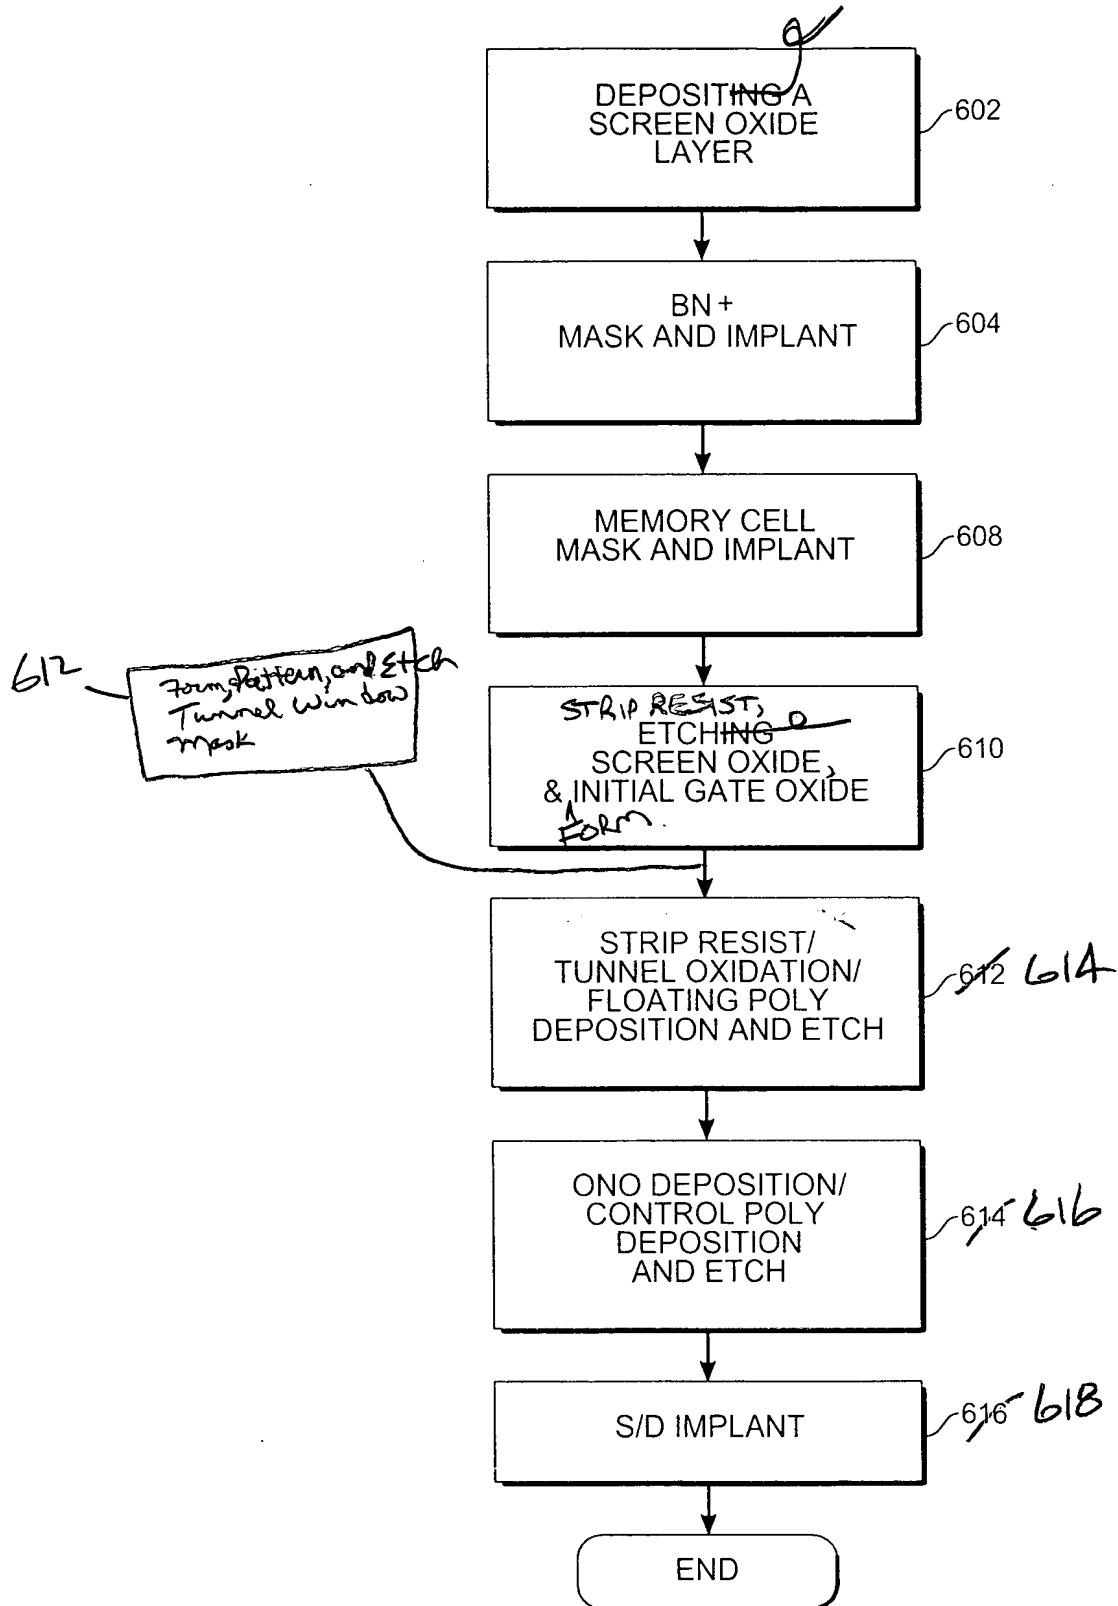 DEPOSITING A
SCREEN OXIDE
LAYER
602
BN+
MASK AND IMPLANT
604
MEMORY CELL
MASK AND IMPLANT
608
612
Form, Pattern, and Etch
Tunnel Window
Mask
STRIP RESIST,
ETCHING
SCREEN OXIDE,
& INITIAL GATE OXIDE
FORM
610
STRIP RESIST/
TUNNEL OXIDATION/
FLOATING POLY
DEPOSITION AND ETCH
612 614
ONO DEPOSITION/
CONTROL POLY
DEPOSITION
AND ETCH
614 616
S/D IMPLANT
616 618
END